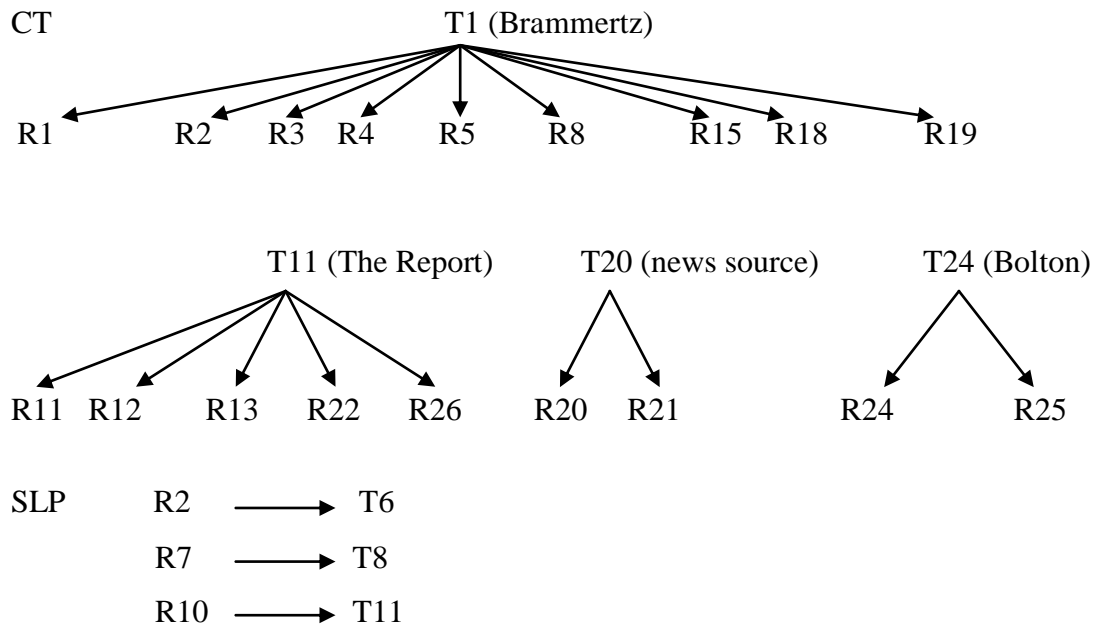 CT T1 (Brammertz)
R1 R2 R3 R4 R5 R8 R15 R18 R19
T11 (The Report) T20 (news source) T24 (Bolton)
R11 R12 R13 R22 R26 R20 R21 R24 R25
SLP R2 T6
R7 T8
R10 T11